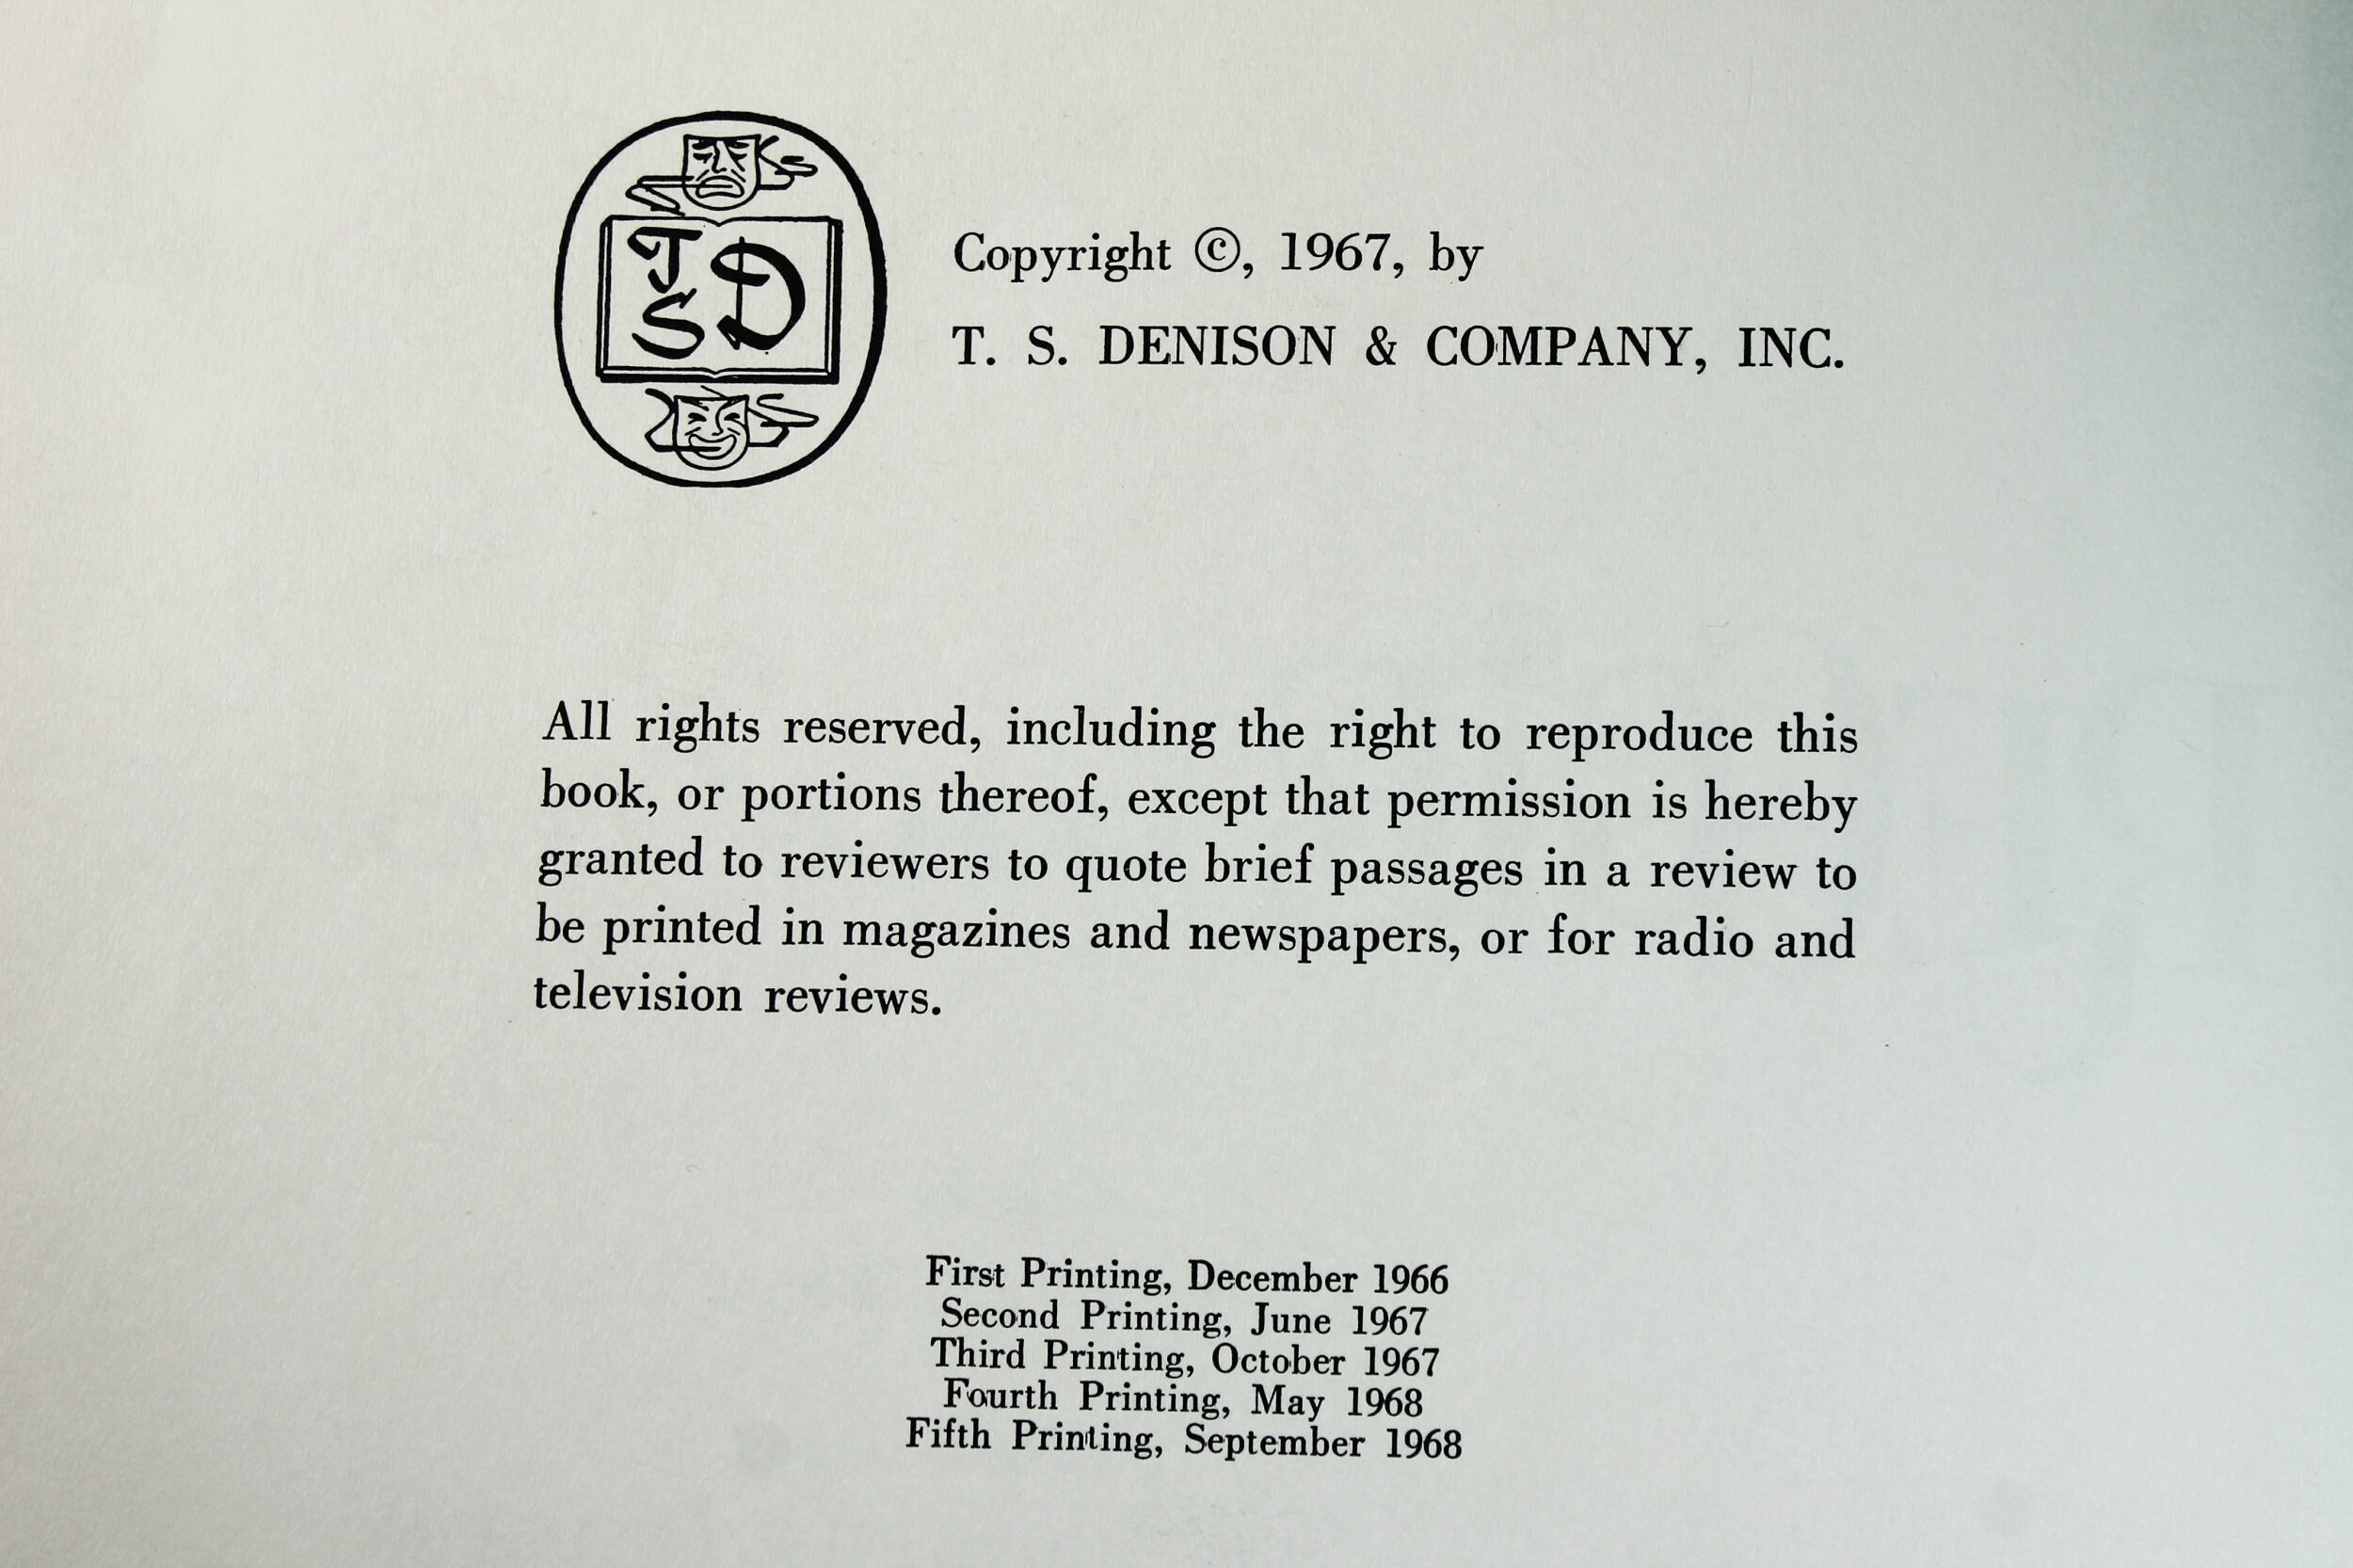 T
S D
Copyright ©, 1967, by
T. S. DENISON & COMPANY, INC.
All rights reserved, including the right to reproduce this
book, or portions thereof, except that permission is hereby
granted to reviewers to quote brief passages in a review to
be printed in magazines and newspapers, or for radio and
television reviews.
First Printing, December 1966
Second Printing, June 1967
Third Printing, October 1967
Fourth Printing, May 1968
Fifth Printing, September 1968